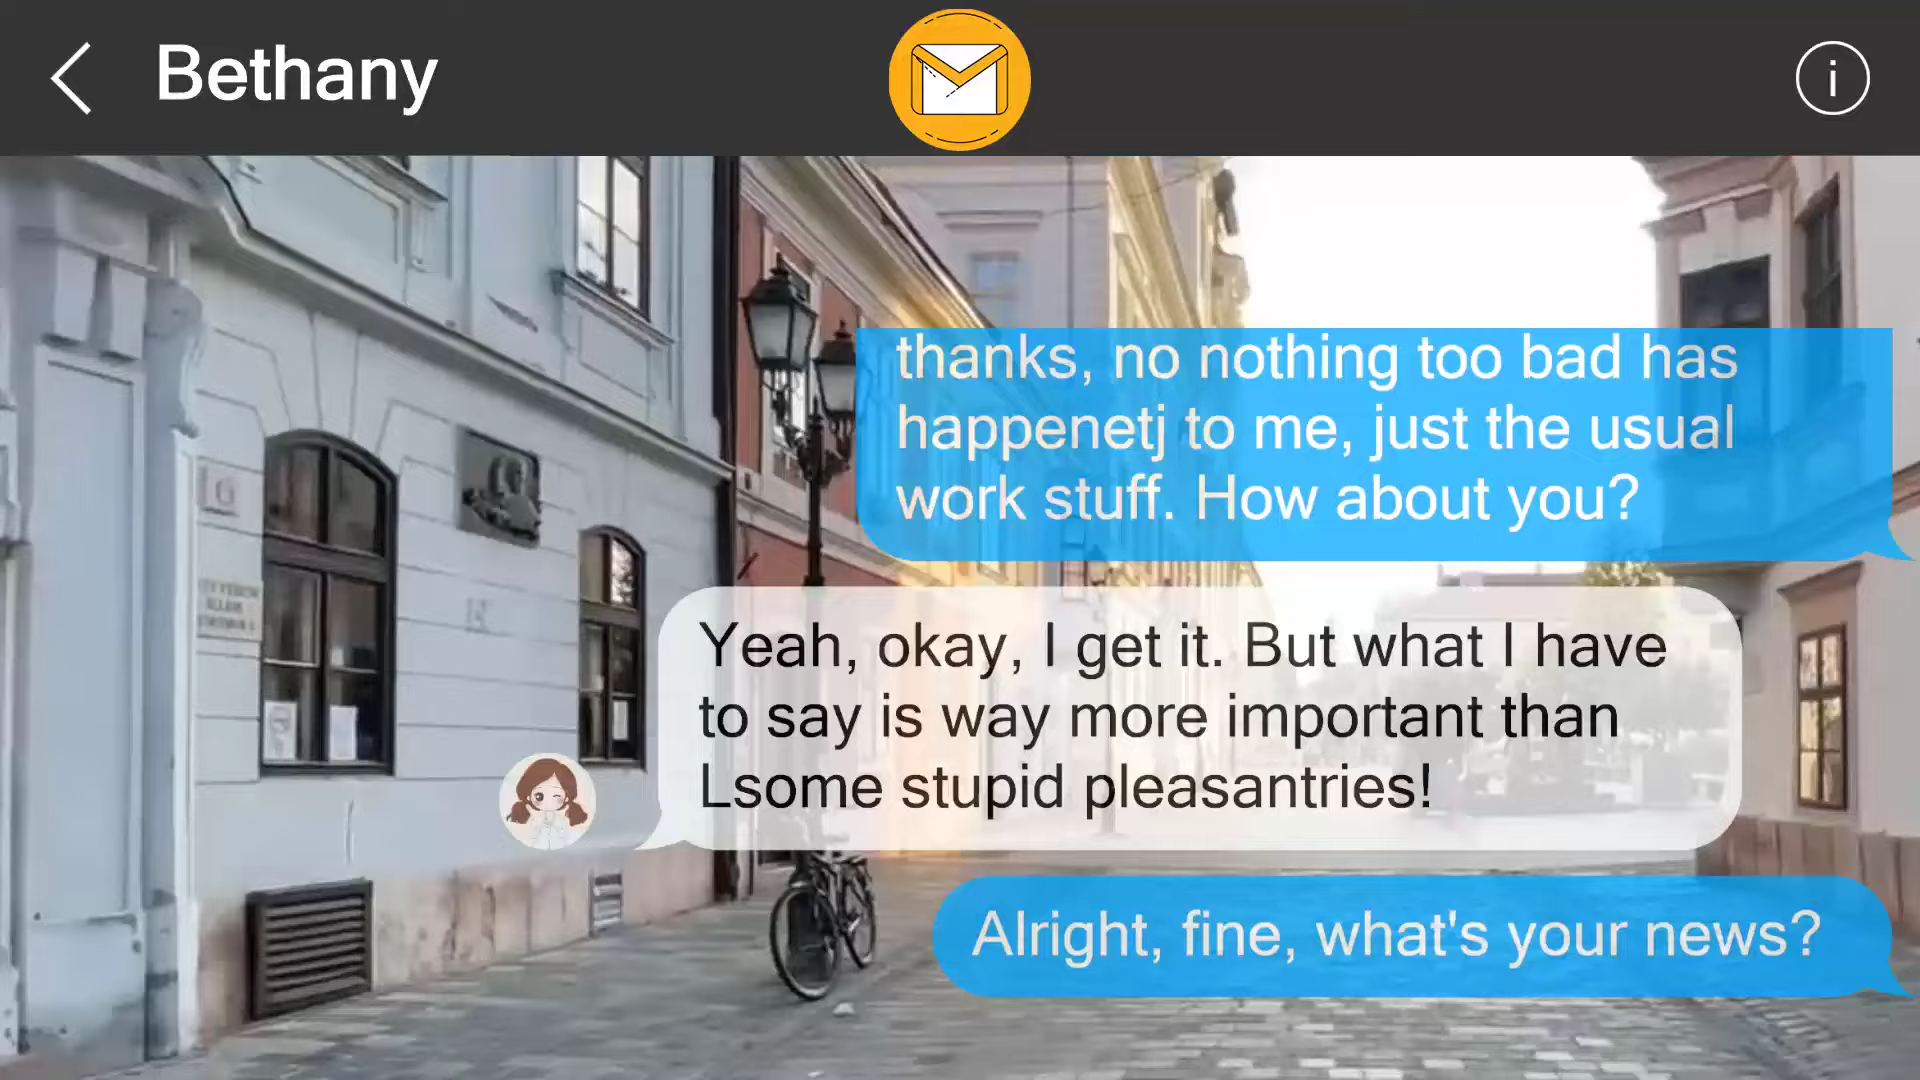 Bethany
thanks, no nothing too bad has
happenetj to me, just the usual
work stuff. How about you?
Yeah, okay, I get it. But what I have
to say is way more important than
Lsome stupid pleasantries!
Alright, fine, what's your news?